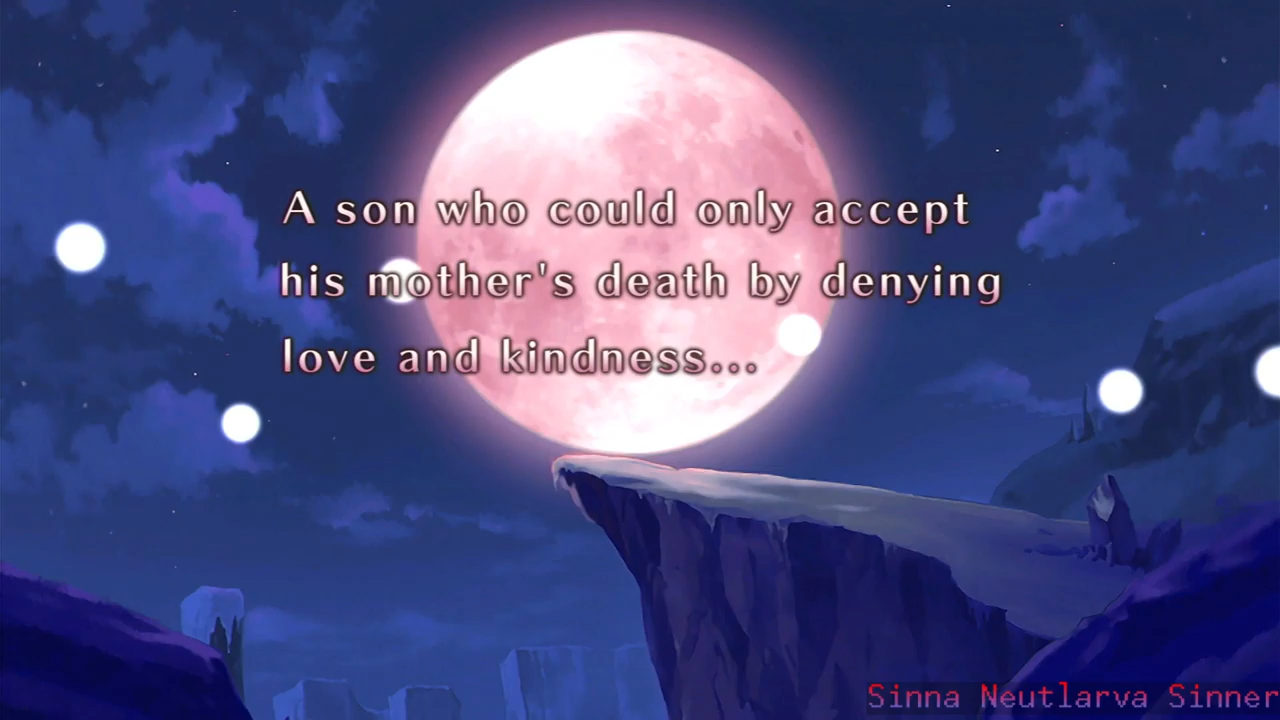 A son who could only accept
his mother's death by denying
love and kindness...
Sinna Neutlarva Sinner